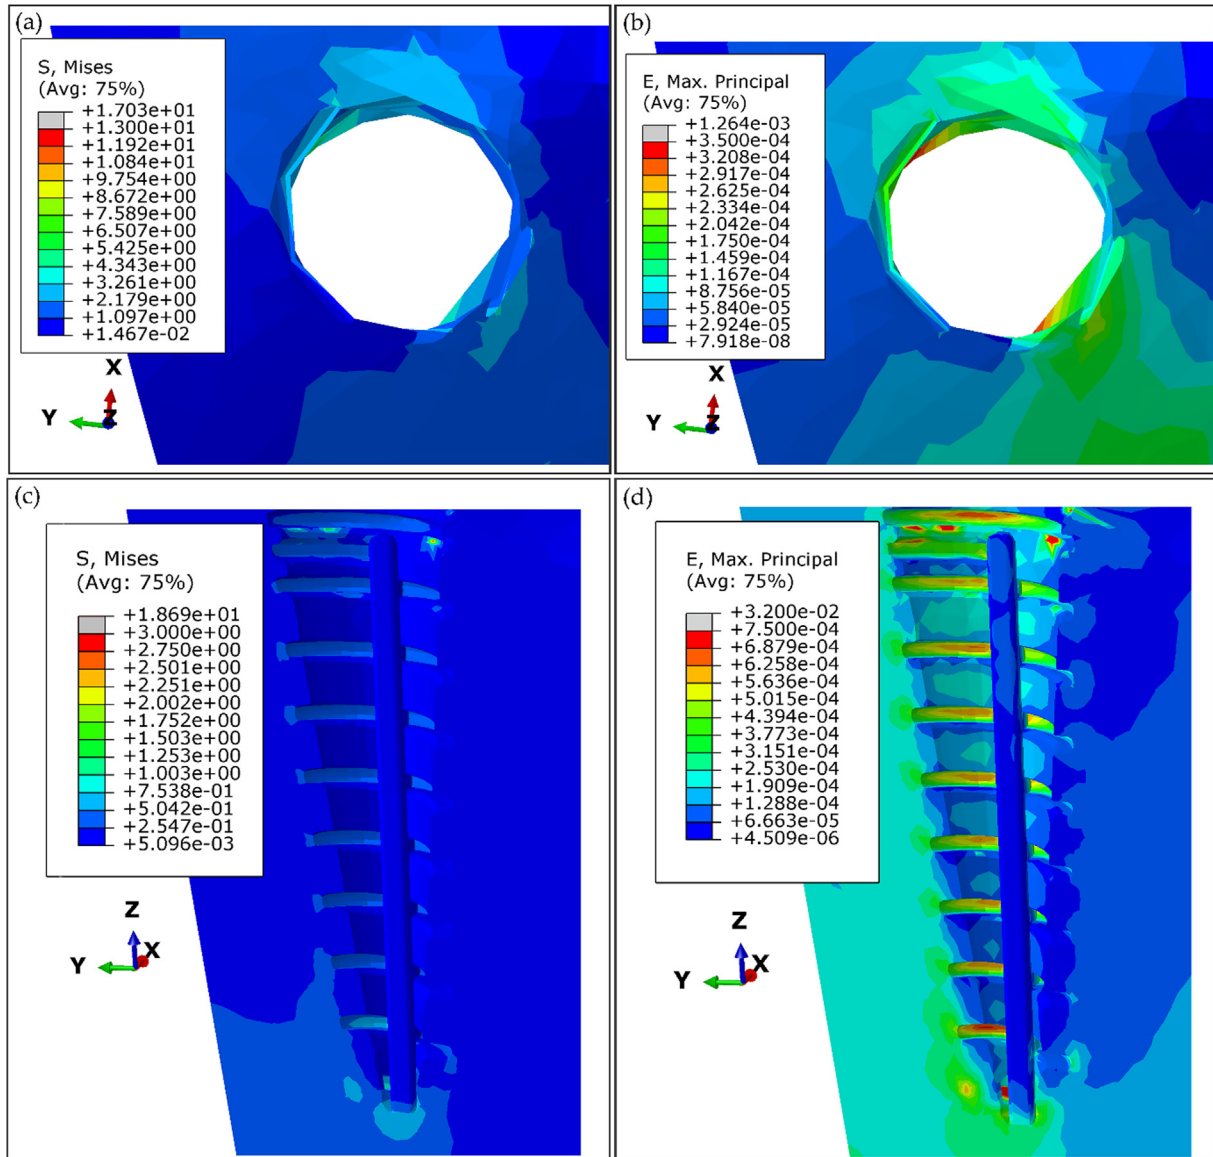 (a)
S, Mises
(Avg: 75%)
+1.703e+01
+1.300e+01
+1.192e+01
+1.084e+01
+9.754e+00
+8.672e+00
+7.589e+00
+6.507e+00
+5.425e+00
+4.343e+00
+3.261e+00
+2.179e+00
+1.097e+00
+1.467e-02
X
Y
Z
(b)
E, Max. Principal
(Avg: 75%)
+1.264e-03
+3.500e-04
+3.208e-04
+2.917e-04
+2.625e-04
+2.334e-04
+2.042e-04
+1.750e-04
+1.459e-04
+1.167e-04
+8.756e-05
+5.840e-05
+2.924e-05
+7.918e-08
X
Y
Z
(c)
S, Mises
(Avg: 75%)
+1.869e+01
+3.000e+00
+2.750e+00
+2.501e+00
+2.251e+00
+2.002e+00
+1.752e+00
+1.503e+00
+1.253e+00
+1.003e+00
+7.538e-01
+5.042e-01
+2.547e-01
+5.096e-03
Z
X
Y
(d)
E, Max. Principal
(Avg: 75%)
+3.200e-02
+7.500e-04
+6.879e-04
+6.258e-04
+5.636e-04
+5.015e-04
+4.394e-04
+3.773e-04
+3.151e-04
+2.530e-04
+1.909e-04
+1.288e-04
+6.663e-05
+4.509e-06
Z
X
Y